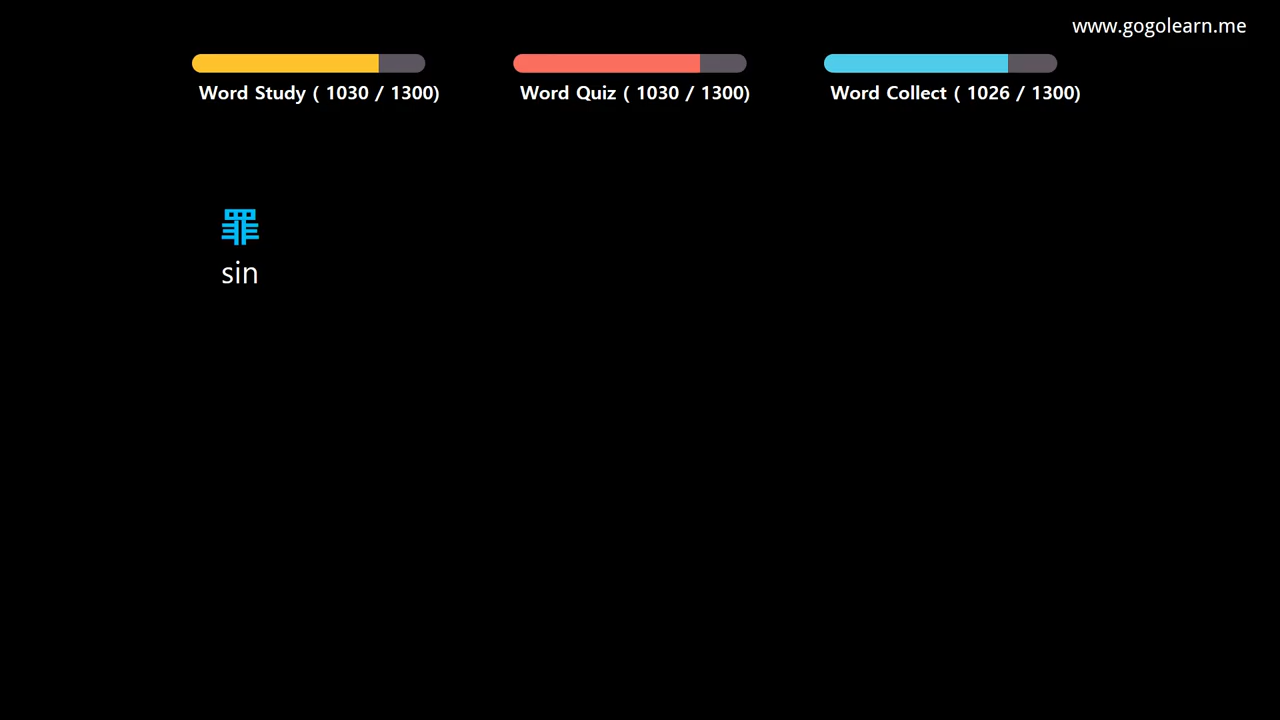 www.gogolearn.me
Word Study ( 1030 / 1300)
Word Quiz ( 1030 / 1300)
Word Collect ( 1026 / 1300)
罪
sin